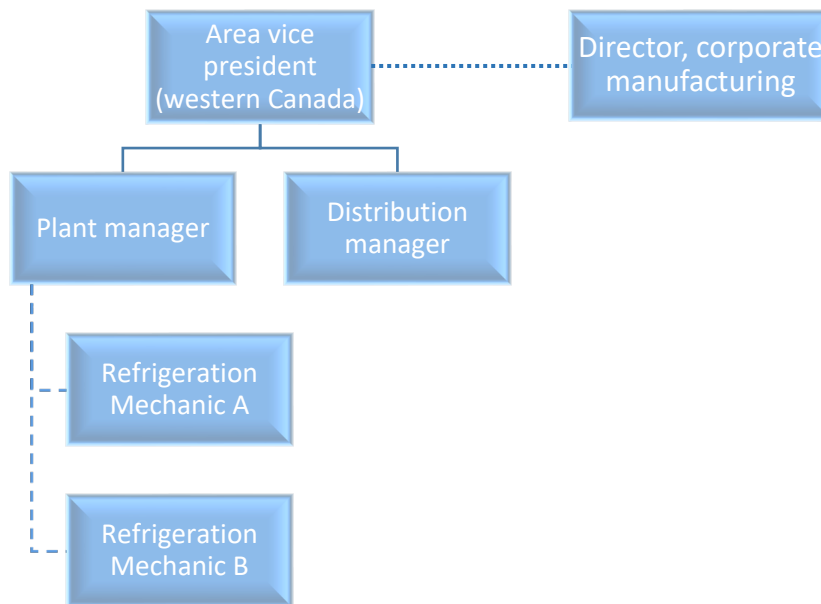 Area vice
president
(western Canada)
Director, corporate
manufacturing
Plant manager
Distribution
manager
Refrigeration
Mechanic A
Refrigeration
Mechanic B